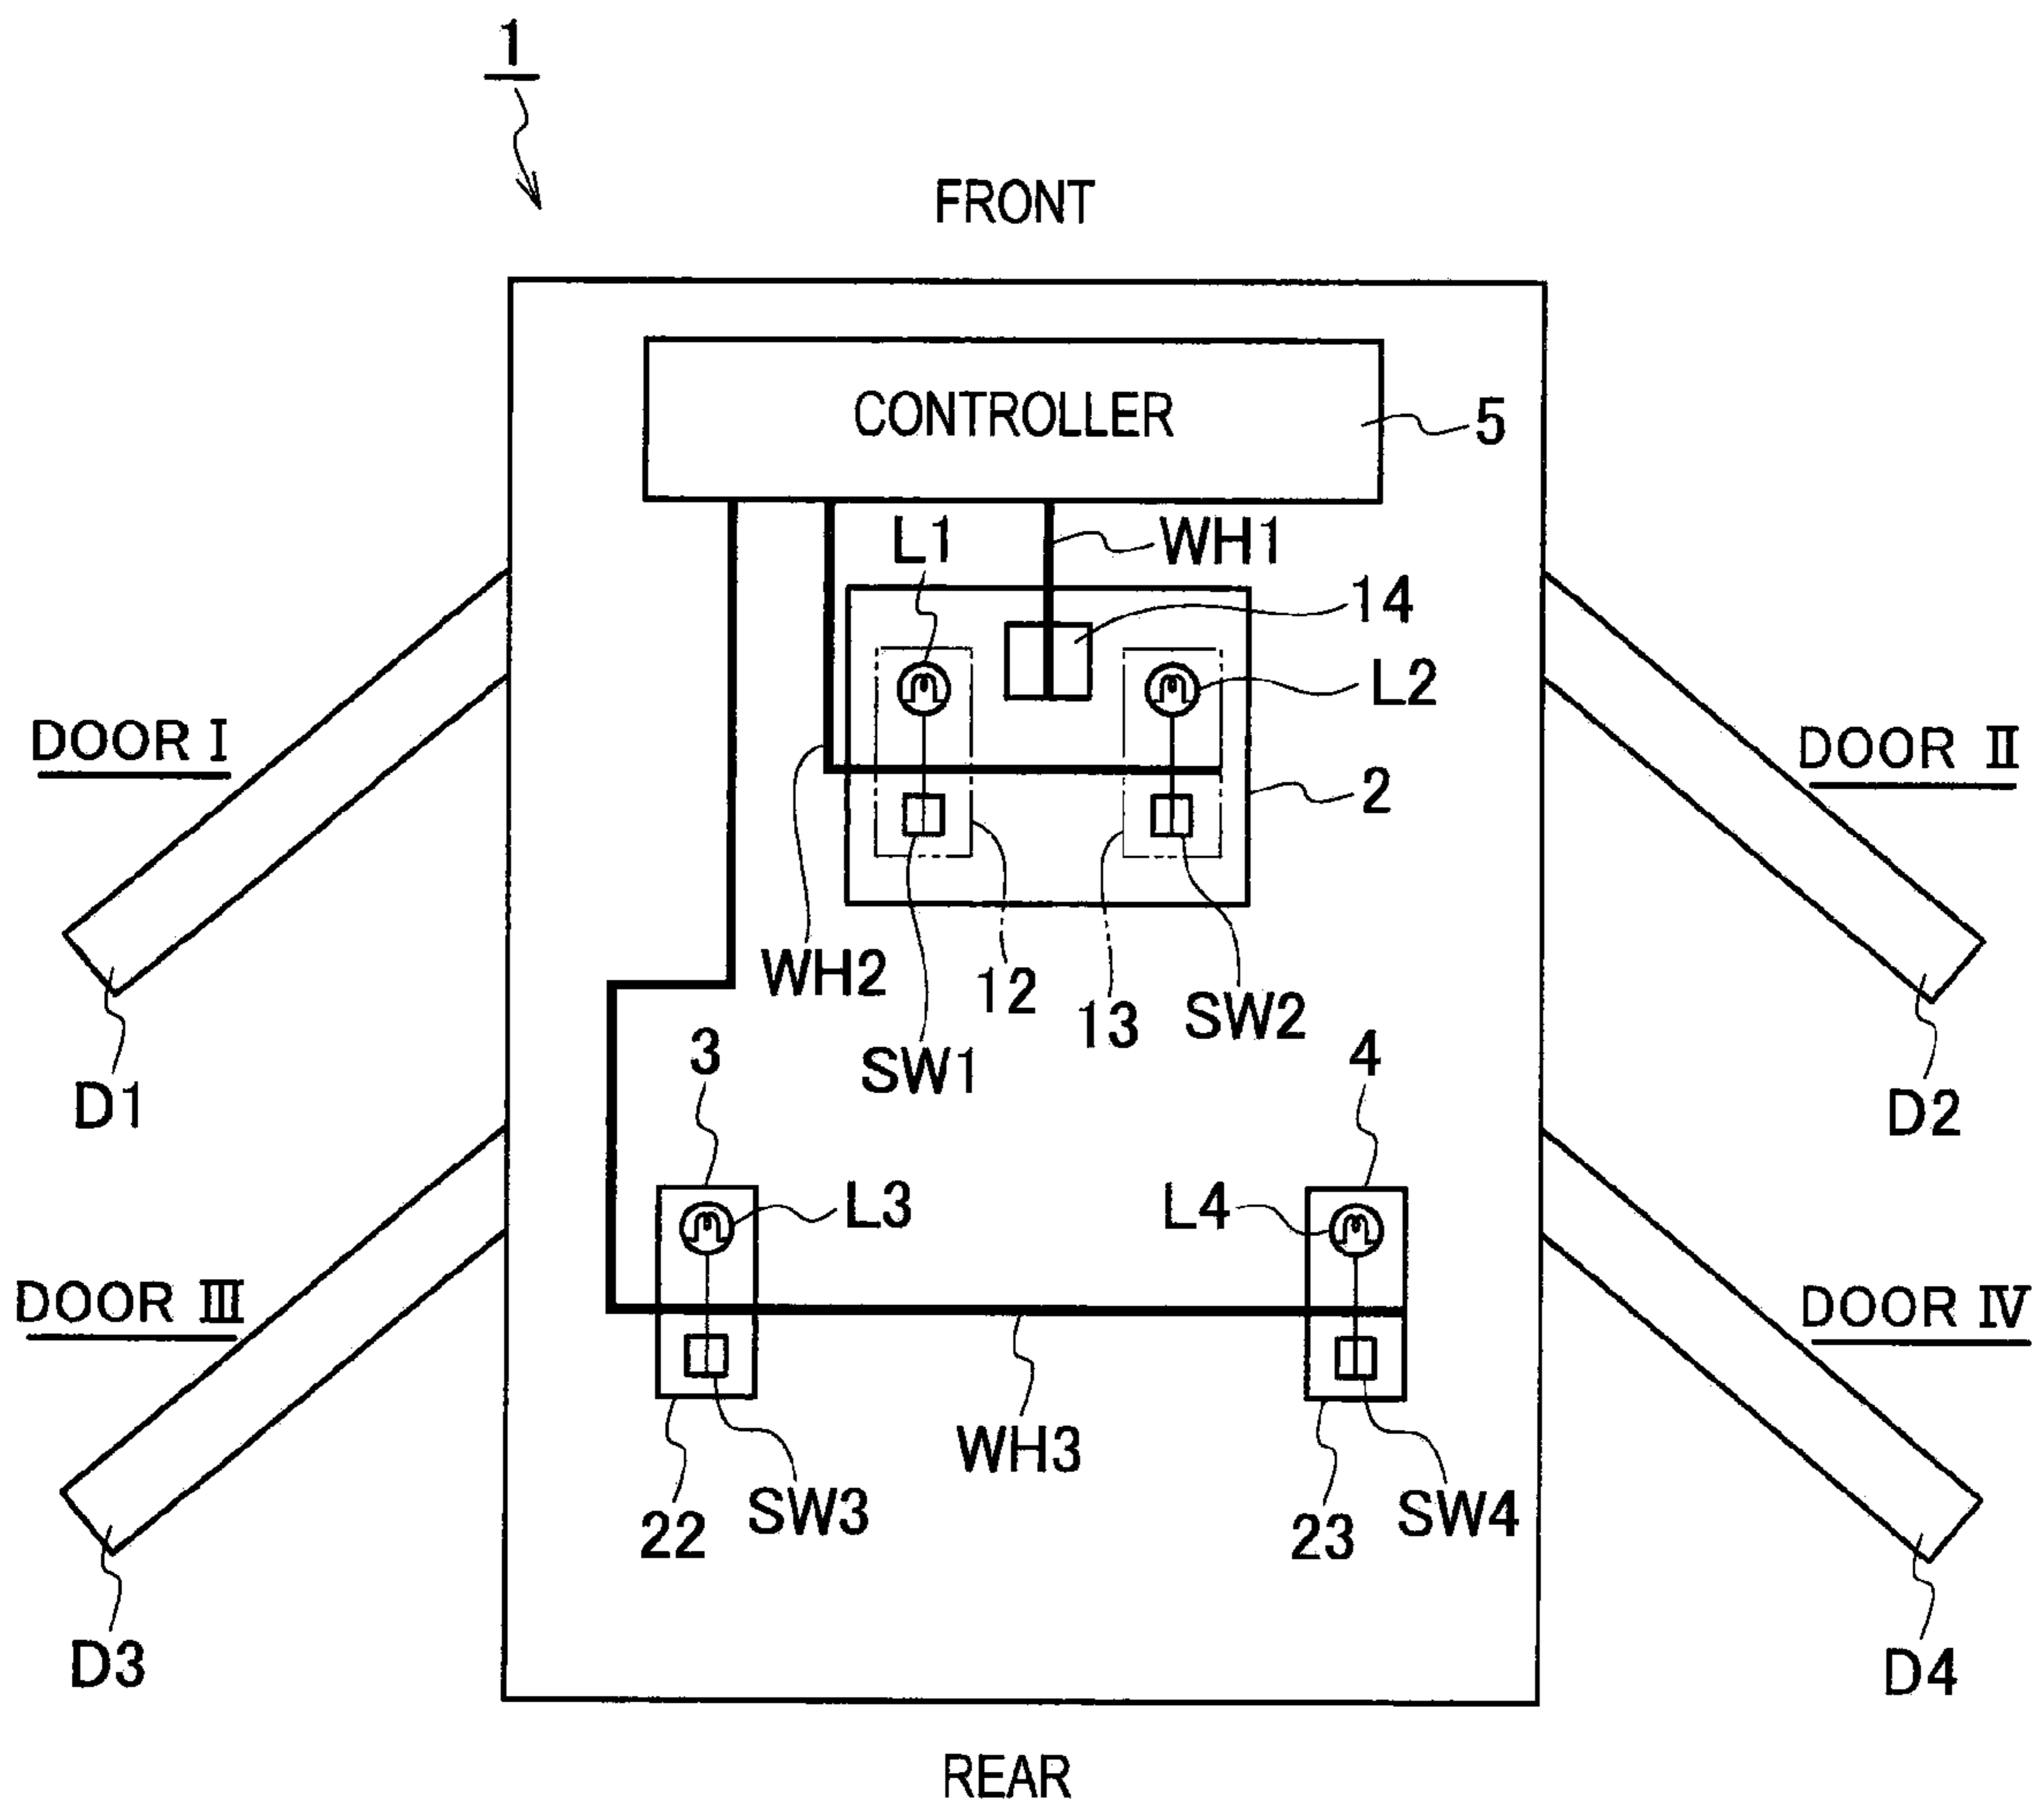 1
FRONT
CONTROLLER
5
L1
WH1
14
L2
DOOR I
DOOR II
2
WH2
12
13
SW2
SW1
3
4
D1
D2
L3
L4
DOOR III
DOOR IV
WH3
22
SW3
23
SW4
D3
D4
REAR